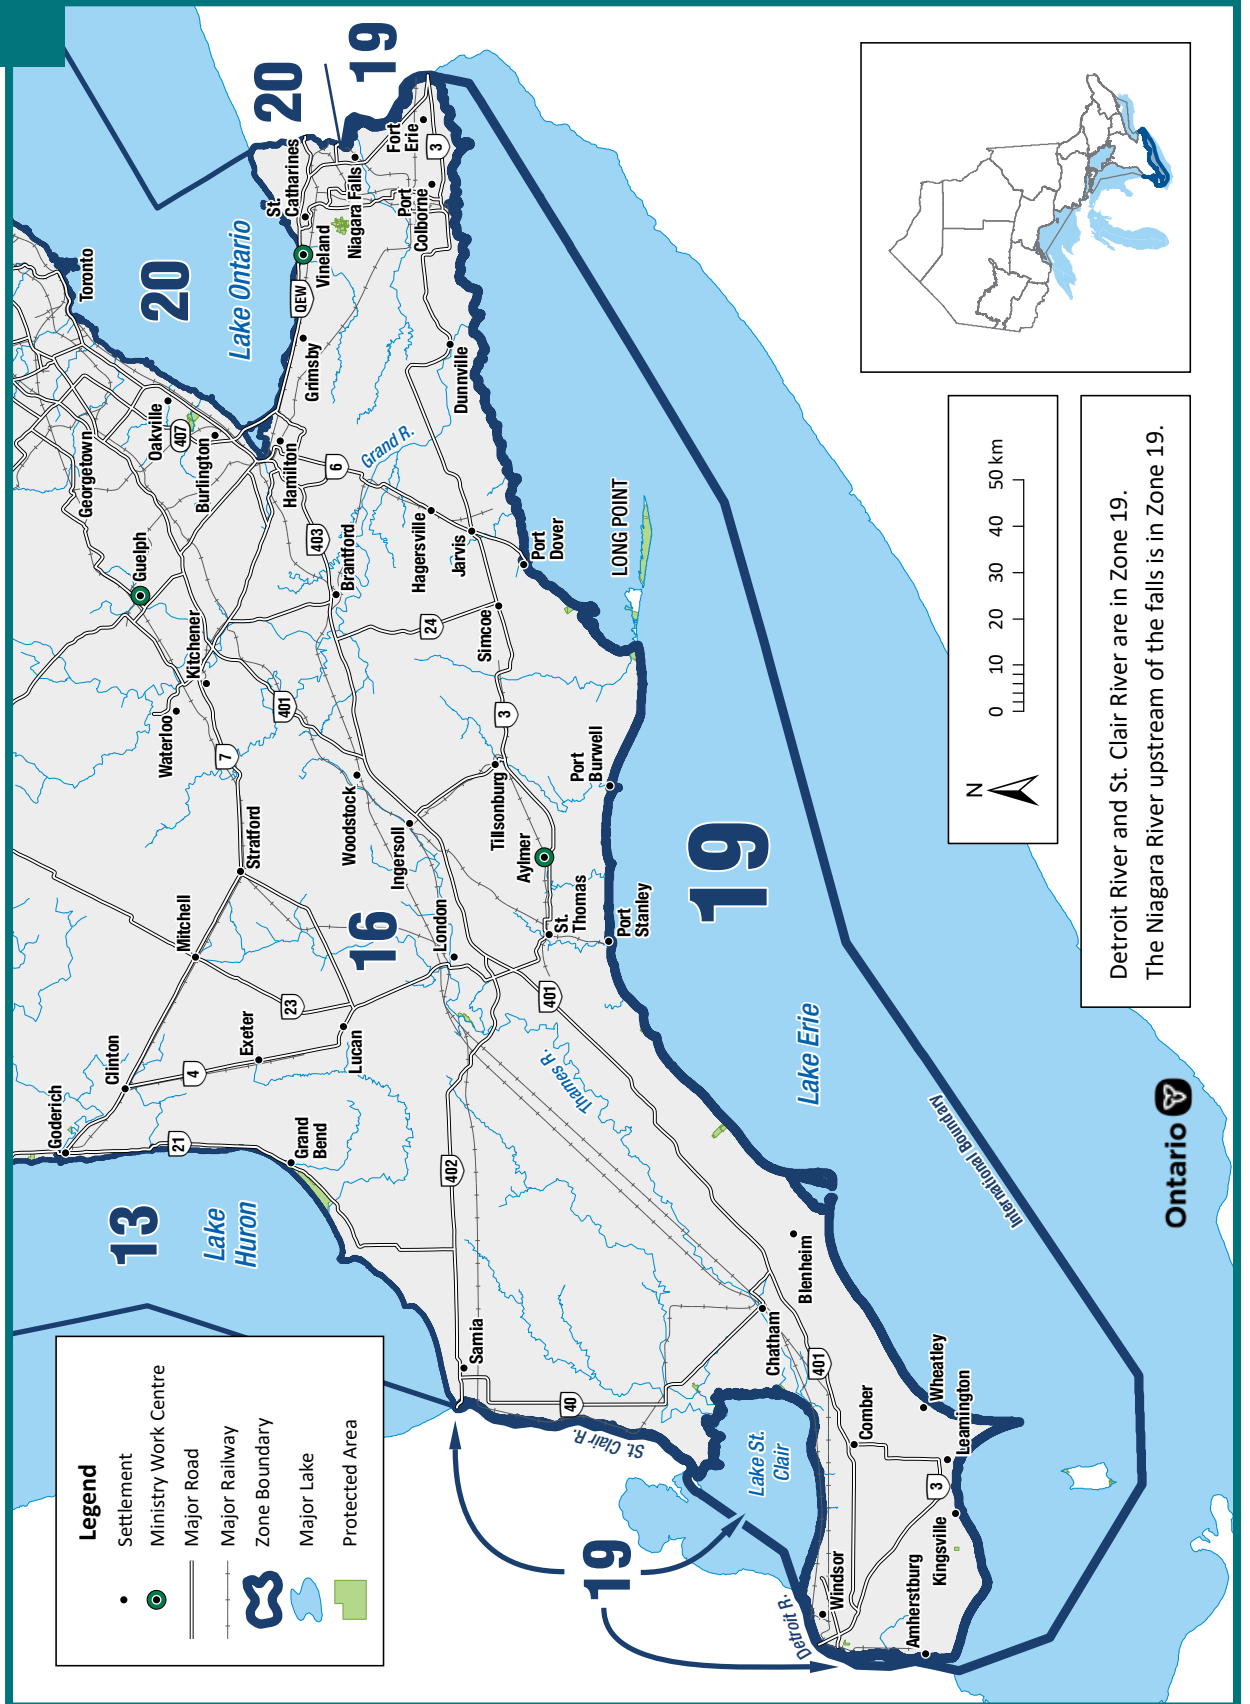 Legend
Settlement
Ministry Work Centre
Major Road
Major Railway
Zone Boundary
Major Lake
Protected Area
13
Lake
Huron
Goderich
21
Clinton
4
Exeter
23
Mitchell
Lucan
Grand
Bend
Stratford
7
Waterloo
Kitchener
Guelph
Georgetown
Oakville
407
Burlington
Toronto
20
Lake Ontario
20
19
Hamilton
6
Grand R.
403
Brantford
Grimsby
QEW
Vineland
St.
Catharines
Niagara Falls
Fort
Erie
3
Port
Colborne
Dunnville
Hagersville
Jarvis
Port
Dover
24
Simcoe
LONG POINT
401
Woodstock
Ingersoll
Tillsonburg
3
Port
Burwell
Aylmer
16
London
St.
Thomas
Port
Stanley
401
Thames R.
402
Sarnia
40
St. Clair R.
Lake St.
Clair
19
Detroit R.
Windsor
Amherstburg
Kingsville
3
Leamington
Wheatley
Comber
401
Chatham
Blenheim
19
Lake Erie
International Boundary
Ontario
N
0 10 20 30 40 50 km
Detroit River and St. Clair River are in Zone 19.
The Niagara River upstream of the falls is in Zone 19.